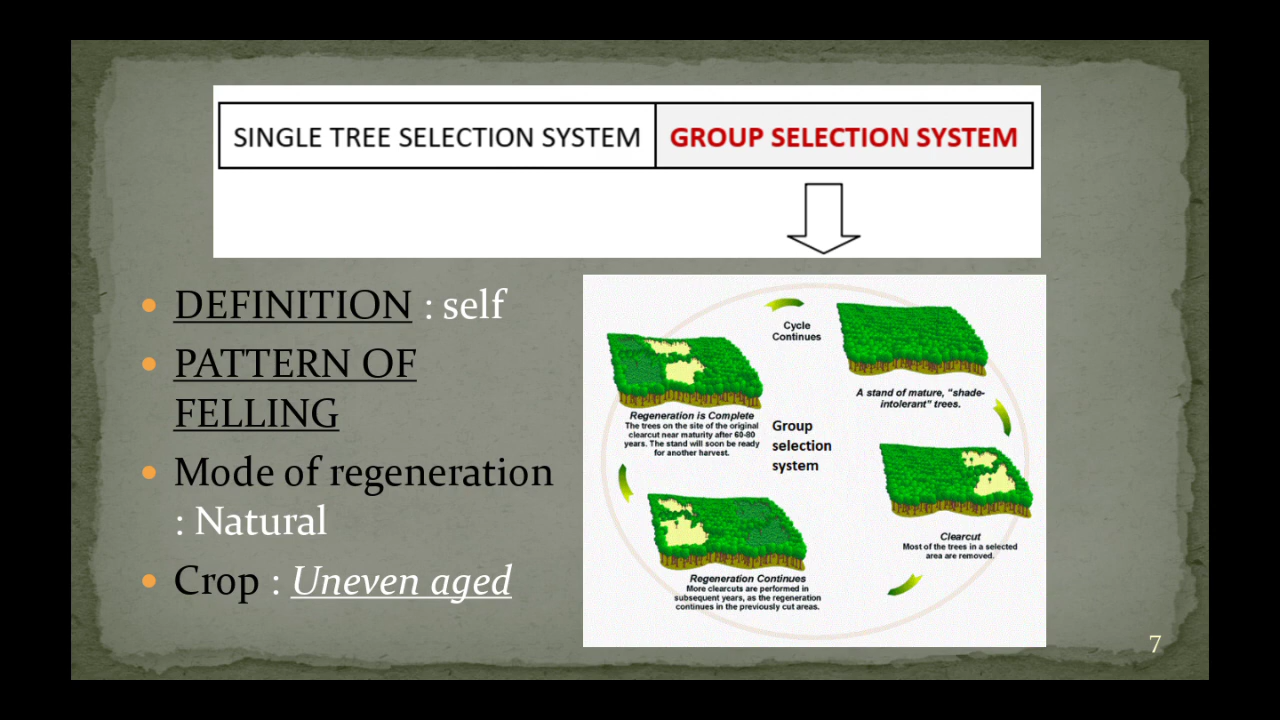 SINGLE TREE SELECTION SYSTEM
GROUP SELECTION SYSTEM
DEFINITION : self
PATTERN OF
FELLING
Mode of regeneration
: Natural
Crop : Uneven aged
Cycle
Continues
A stand of mature, "shade-
intolerant" trees.
Regeneration is Complete
The trees on the site of the original
clearcut near maturity after 60-80
years. The stand will soon be ready
for another harvest.
Group
selection
system
Clearcut
Most of the trees in a selected
area are removed.
Regeneration Continues
More clearcuts are performed in
subsequent years, as the regeneration
continues in the previously cut areas.
7